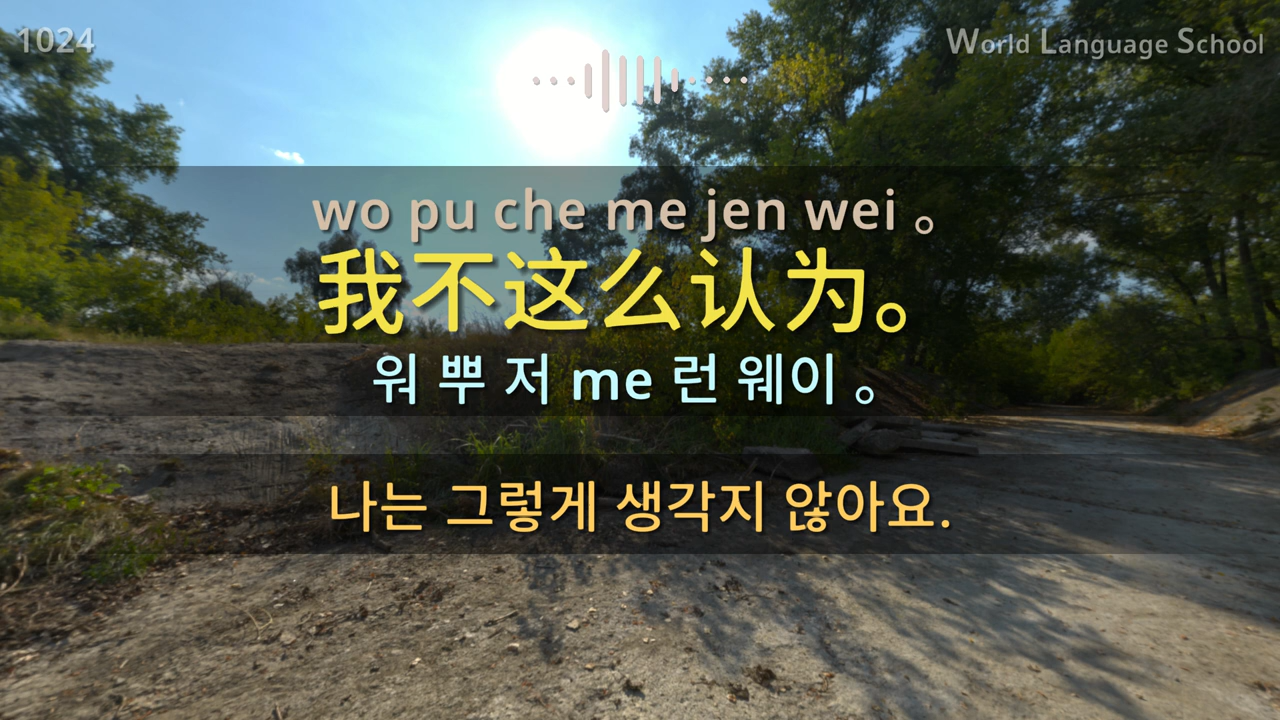 1024
World Language School
wo pu che me jen wei 。
我不这么认为。
워 뿌 저 me 런 웨이 。
나는 그렇게 생각지 않아요.